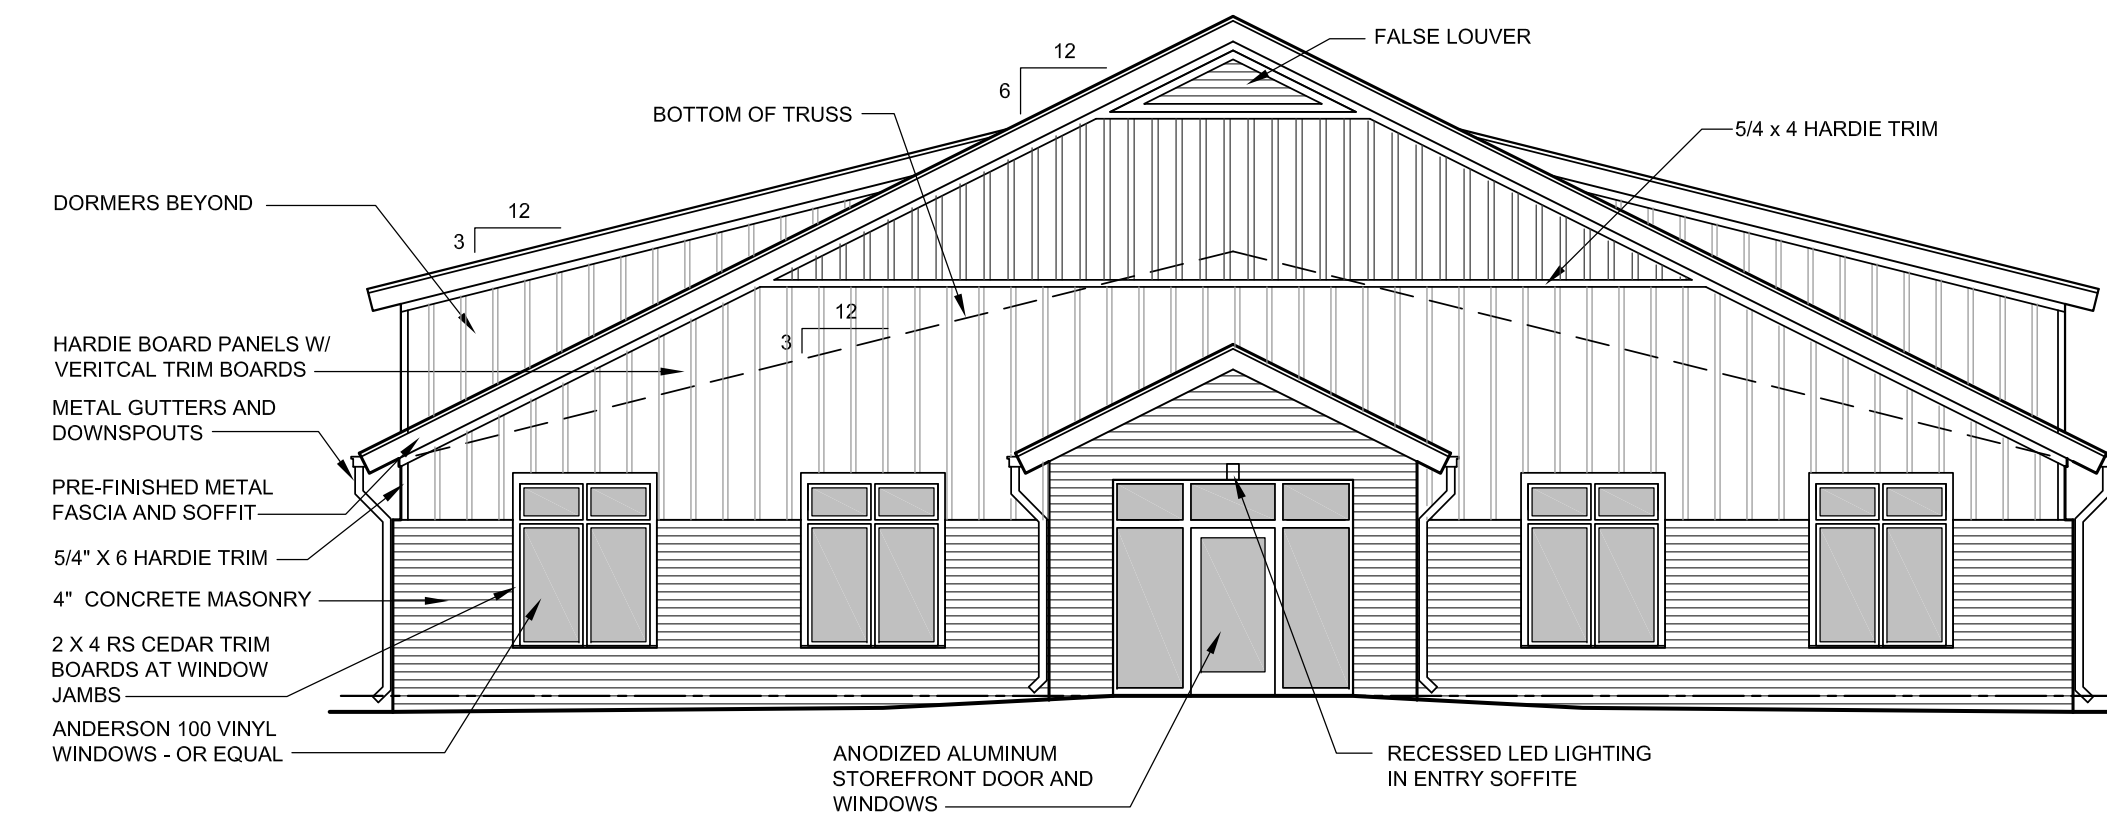 FALSE LOUVER
12
6
BOTTOM OF TRUSS
5/4 x 4 HARDIE TRIM
DORMERS BEYOND
12
3
HARDIE BOARD PANELS W/
VERITCAL TRIM BOARDS
12
3
METAL GUTTERS AND
DOWNSPOUTS
PRE-FINISHED METAL
FASCIA AND SOFFIT
5/4" X 6 HARDIE TRIM
4" CONCRETE MASONRY
2 X 4 RS CEDAR TRIM
BOARDS AT WINDOW
JAMBS
ANDERSON 100 VINYL
WINDOWS - OR EQUAL
ANODIZED ALUMINUM
STOREFRONT DOOR AND
WINDOWS
RECESSED LED LIGHTING
IN ENTRY SOFFITE